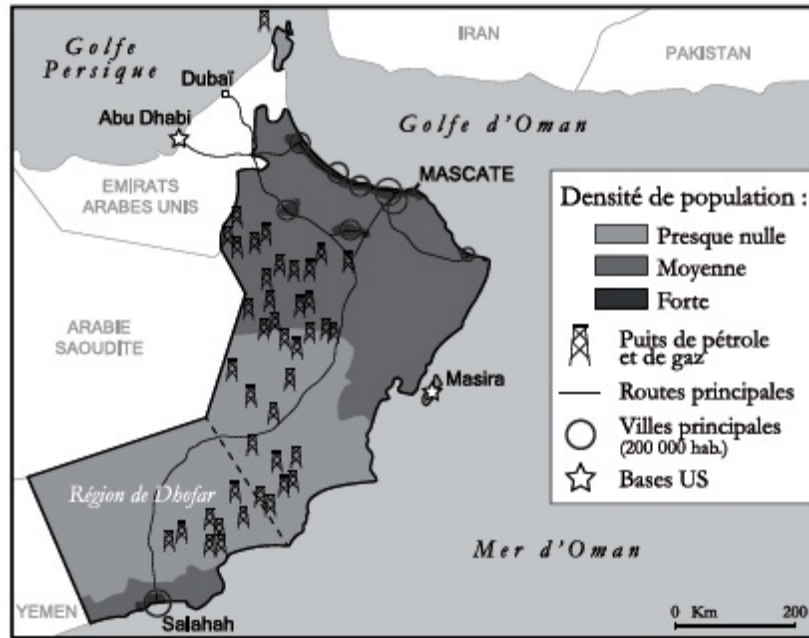 Golfe
Persique
IRAN
PAKISTAN
Dubaï
Abu Dhabi
Golfe d'Oman
EMIRATS
ARABES UNIS
MASCATE
ARABIE
SAOUDITE
Masira
Région de Dhofar
Mer d'Oman
YEMEN
Salahah
Densité de population :
Presque nulle
Moyenne
Forte
Puits de pétrole
et de gaz
Routes principales
Villes principales
(200 000 hab.)
Bases US
0 Km 200